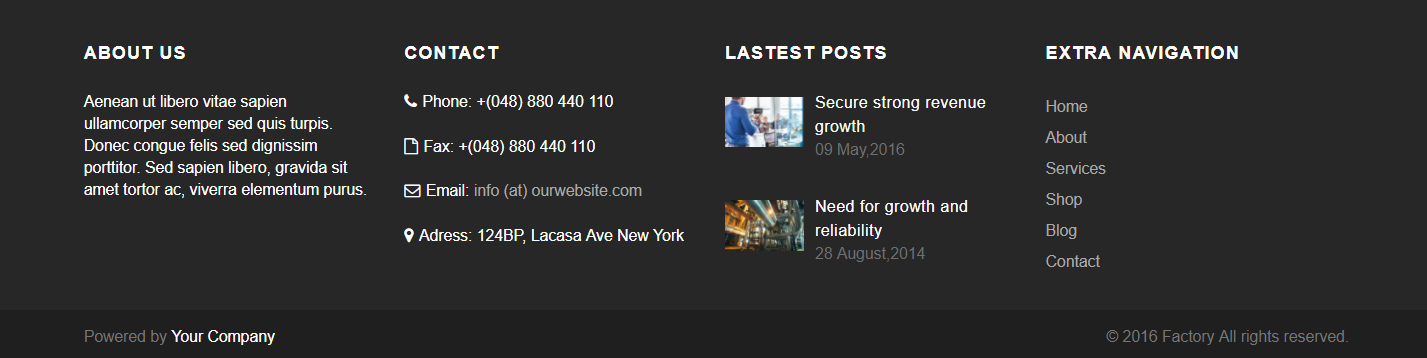 ABOUT US
Aenean ut libero vitae sapien
ullamcorper semper sed quis turpis.
Donec congue felis sed dignissim
porttitor. Sed sapien libero, gravida sit
amet tortor ac, viverra elementum purus.
CONTACT
Phone: +(048) 880 440 110
Fax: +(048) 880 440 110
Email: info (at) ourwebsite.com
Adress: 124BP, Lacasa Ave New York
LASTEST POSTS
Secure strong revenue
growth
09 May,2016
Need for growth and
reliability
28 August,2014
EXTRA NAVIGATION
Home
About
Services
Shop
Blog
Contact
Powered by Your Company
© 2016 Factory All rights reserved.